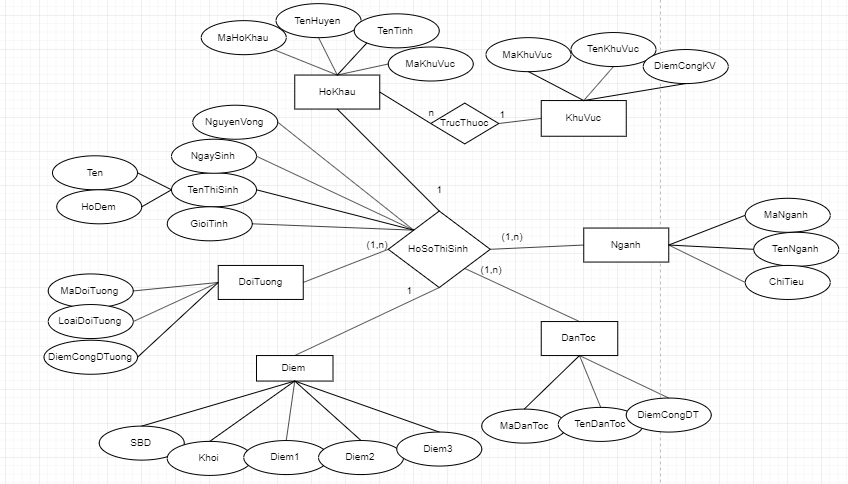 TenHuyen
MaHoKhau
TenTinh
MaKhuVuc
HoKhau
MaKhuVuc
TenKhuVuc
DiemCongKV
n
TrucThuoc
1
KhuVuc
NguyenVong
NgaySinh
Ten
TenThiSinh
HoDem
GioiTinh
1
(1,n)
HoSoThiSinh
(1,n)
Nganh
MaNganh
TenNganh
ChiTieu
(1,n)
DoiTuong
MaDoiTuong
LoaiDoiTuong
DiemCongDTuong
1
DanToc
Diem
MaDanToc
TenDanToc
DiemCongDT
SBD
Khoi
Diem1
Diem2
Diem3